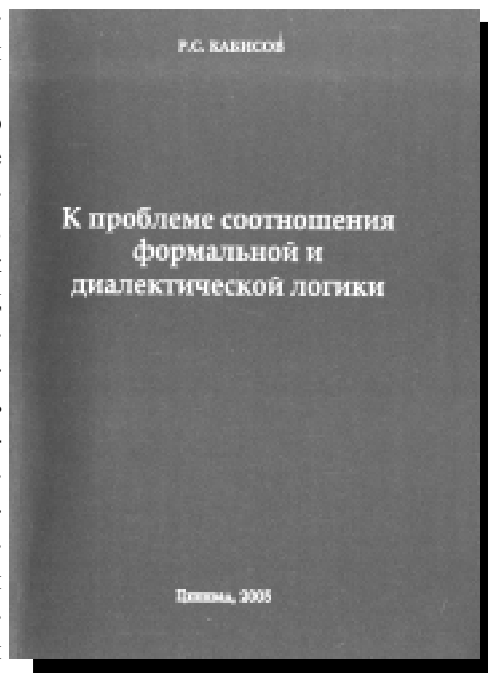 Р.С. КАБИСОВ
К проблеме соотношения
формальной и
диалектической логики
2005